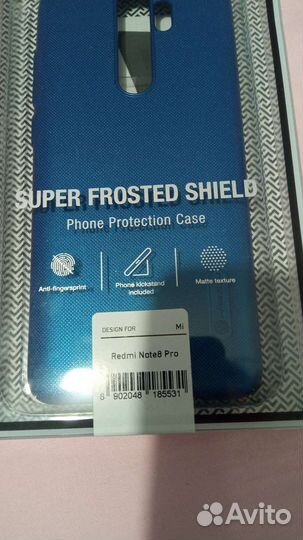 SUPER FROSTED SHIELD
Phone Protection Case
Anti-fingersprint
Phone kickstand
included
Matte texture
DESIGN FOR
Mi
Redmi Note8 Pro
6 902048 185531
Avito